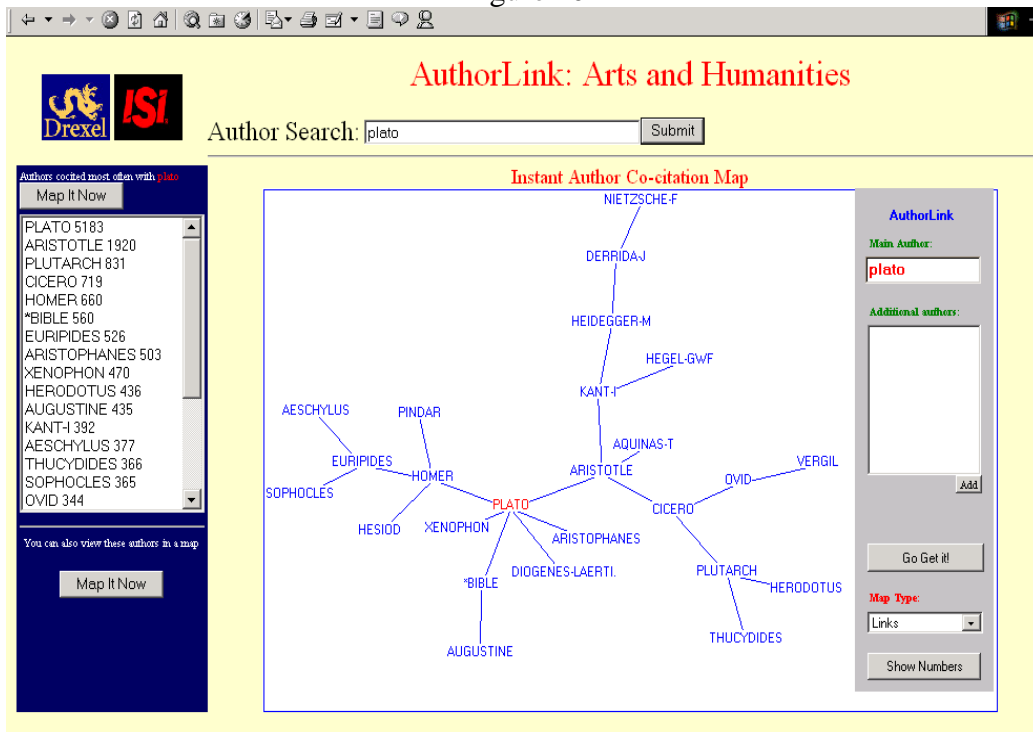 AuthorLink: Arts and Humanities
Drexel
ISI
Author Search: plato Submit
Authors cocited most often with plato
Map It Now
PLATO 5183
ARISTOTLE 1920
PLUTARCH 831
CICERO 719
HOMER 660
*BIBLE 560
EURIPIDES 526
ARISTOPHANES 503
XENOPHON 470
HERODOTUS 436
AUGUSTINE 435
KANT-I 392
AESCHYLUS 377
THUCYDIDES 366
SOPHOCLES 365
OVID 344
You can also view these authors in a map
Map It Now
Instant Author Co-citation Map
NIETZSCHE-F
DERRIDA-J
HEIDEGGER-M
HEGEL-GWF
KANT-I
AESCHYLUS
PINDAR
AQUINAS-T
EURIPIDES
HOMER
ARISTOTLE
VERGIL
OVID
SOPHOCLES
PLATO
CICERO
HESIOD
XENOPHON
ARISTOPHANES
DIOGENES-LAERTI.
*BIBLE
PLUTARCH
HERODOTUS
THUCYDIDES
AUGUSTINE
AuthorLink
Main Author:
plato
Additional authors:
Add
Go Get it!
Map Type:
Links
Show Numbers